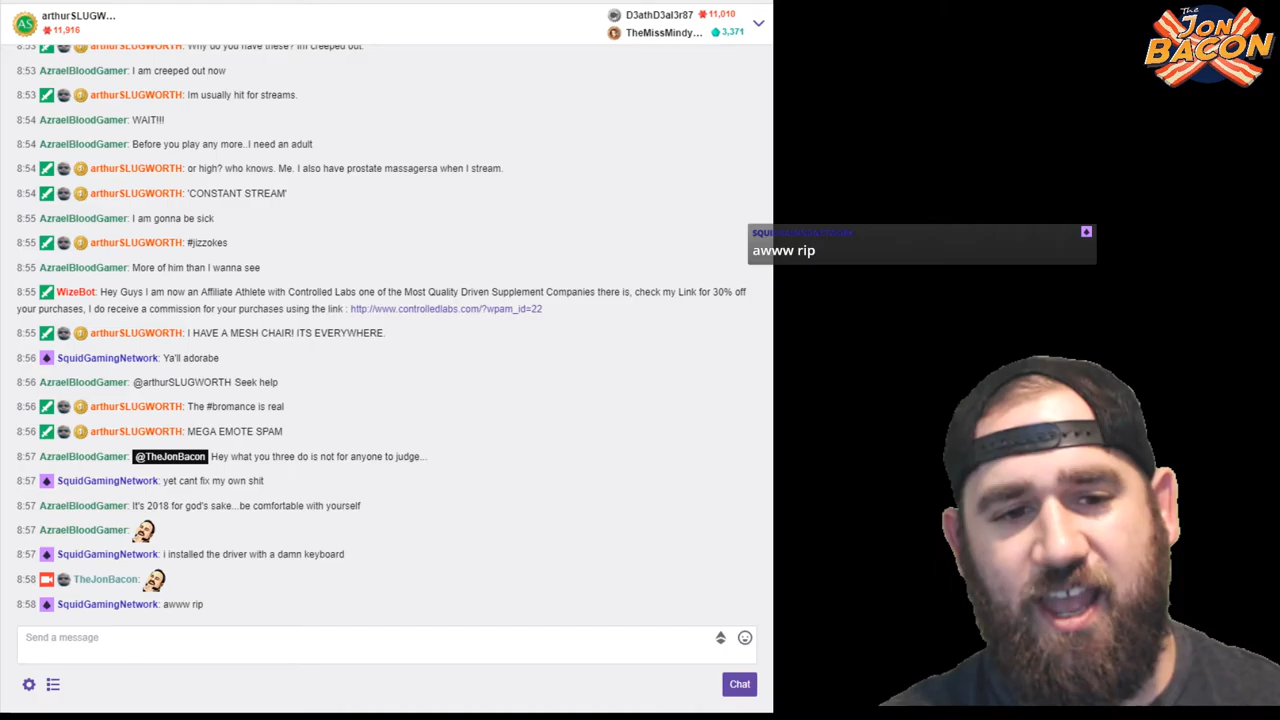 arthurSLUGW...
11,916
D3athD3al3r87 11,010
TheMissMindy... 3,371
8:53 arthurSLUGWORTH: Why do you have these? Im creeped out.
8:53 AzraelBloodGamer: I am creeped out now
8:53 arthurSLUGWORTH: Im usually hit for streams.
AzraelBloodGamer: WAIT!!!
8:54
AzraelBloodGamer: Before you play any more..I need an adult
8:54
8:54 arthurSLUGWORTH: or high? who knows. Me. I also have prostate massagersa when I stream.
8:54 arthurSLUGWORTH: 'CONSTANT STREAM'
8:55 AzraelBloodGamer: I am gonna be sick
8:55 arthurSLUGWORTH: #jizzokes
8:55 AzraelBloodGamer: More of him than I wanna see
8:55 WizeBot: Hey Guys I am now an Affiliate Athlete with Controlled Labs one of the Most Quality Driven Supplement Companies there is, check my Link for 30% off
your purchases, I do receive a commission for your purchases using the link : http://www.controlledlabs.com/?wpam_id=22
8:55 arthurSLUGWORTH: I HAVE A MESH CHAIR! ITS EVERYWHERE.
8:56 SquidGamingNetwork: Ya'll adorabe
8:56 AzraelBloodGamer: @arthurSLUGWORTH Seek help
8:56 arthurSLUGWORTH: The #bromance is real
8:56 arthurSLUGWORTH: MEGA EMOTE SPAM
8:57 AzraelBloodGamer: @TheJonBacon Hey what you three do is not for anyone to judge...
8:57 SquidGamingNetwork: yet cant fix my own shit
8:57 AzraelBloodGamer: It's 2018 for god's sake...be comfortable with yourself
8:57 AzraelBloodGamer:
8:57 SquidGamingNetwork: i installed the driver with a damn keyboard
8:58 TheJonBacon:
8:58 SquidGamingNetwork: awww rip
Send a message
Chat
The JON
BACON
awww rip